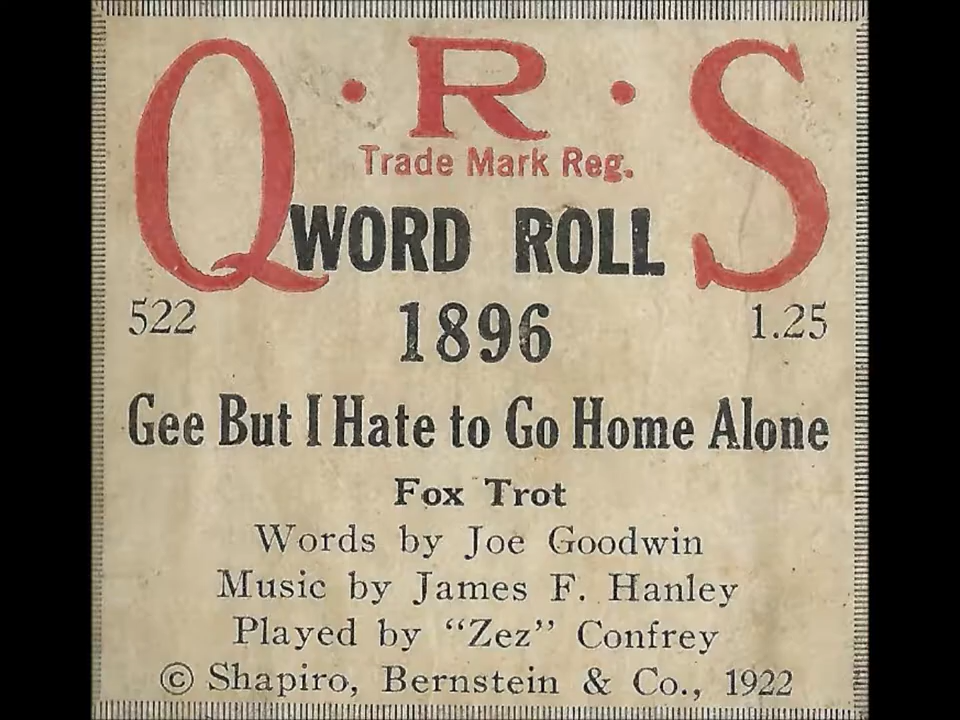 Q·R·S
Trade Mark Reg.
WORD ROLL
522 1896 1.25
Gee But I Hate to Go Home Alone
Fox Trot
Words by Joe Goodwin
Music by James F. Hanley
Played by “Zez” Confrey
© Shapiro, Bernstein & Co., 1922